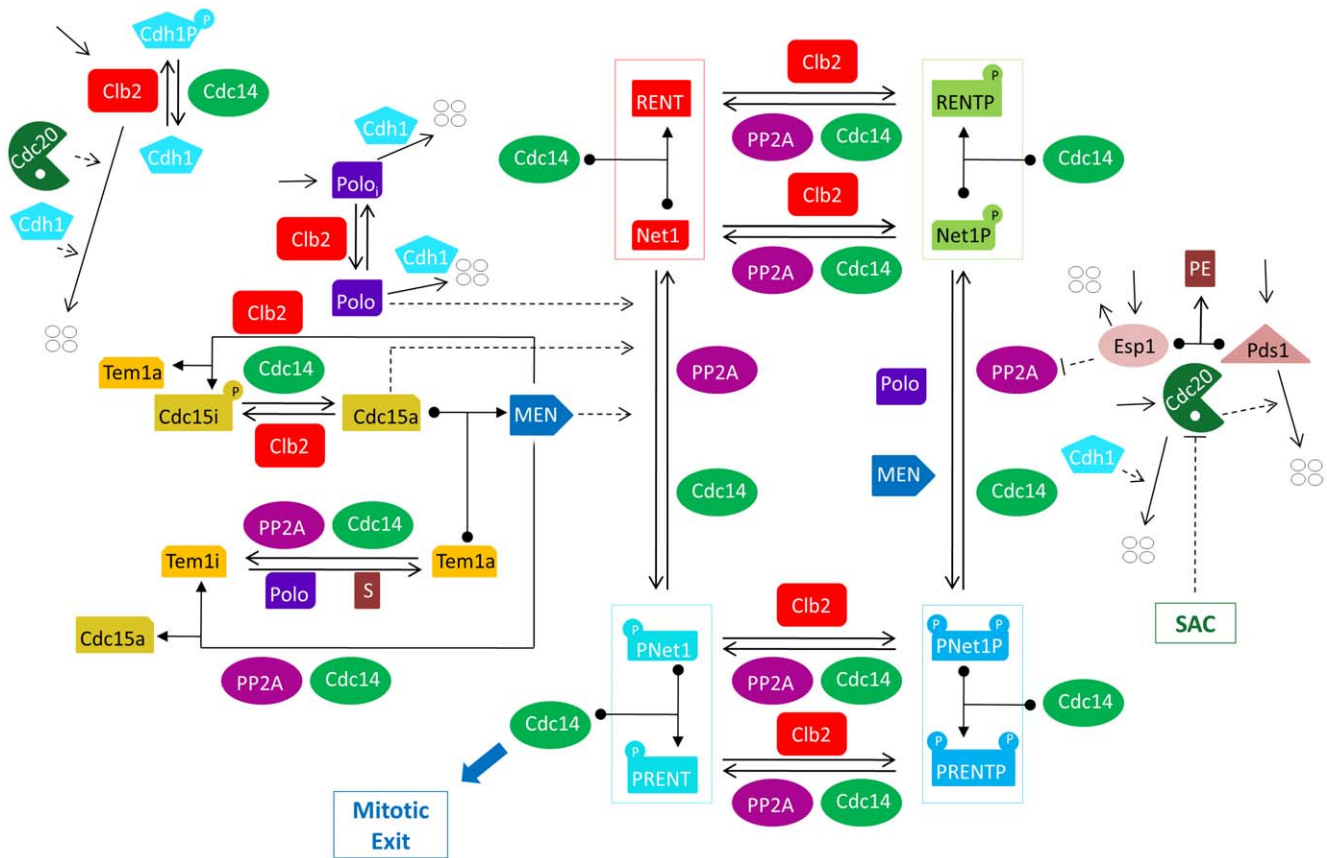 P
Cdh1P
Clb2
Cdc14
Cdc20
Cdh1
Cdh1
Cdh1
Polo i
Clb2
Cdh1
Polo
Clb2
Tem1a
Cdc14
P
Cdc15i
Cdc15a
MEN
Clb2
PP2A
Cdc14
Tem1i
Tem1a
Polo
S
Cdc15a
PP2A
Cdc14
Clb2
P
RENT
RENTP
PP2A
Cdc14
Cdc14
Cdc14
Clb2
P
Net1
Net1P
PP2A
Cdc14
PP2A
Polo
PP2A
Cdc14
MEN
Cdc14
Clb2
P
P
P
PNet1
PNet1P
PP2A
Cdc14
Cdc14
Cdc14
Clb2
P
P
P
PRENT
PRENTP
PP2A
Cdc14
Mitotic
Exit
PE
Esp1
Pds1
Cdc20
Cdh1
SAC